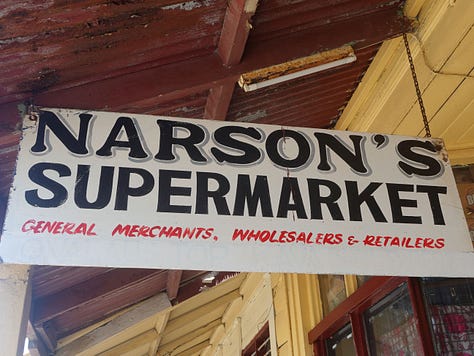 NARSON'S
SUPERMARKET
GENERAL MERCHANTS, WHOLESALERS & RETAILERS